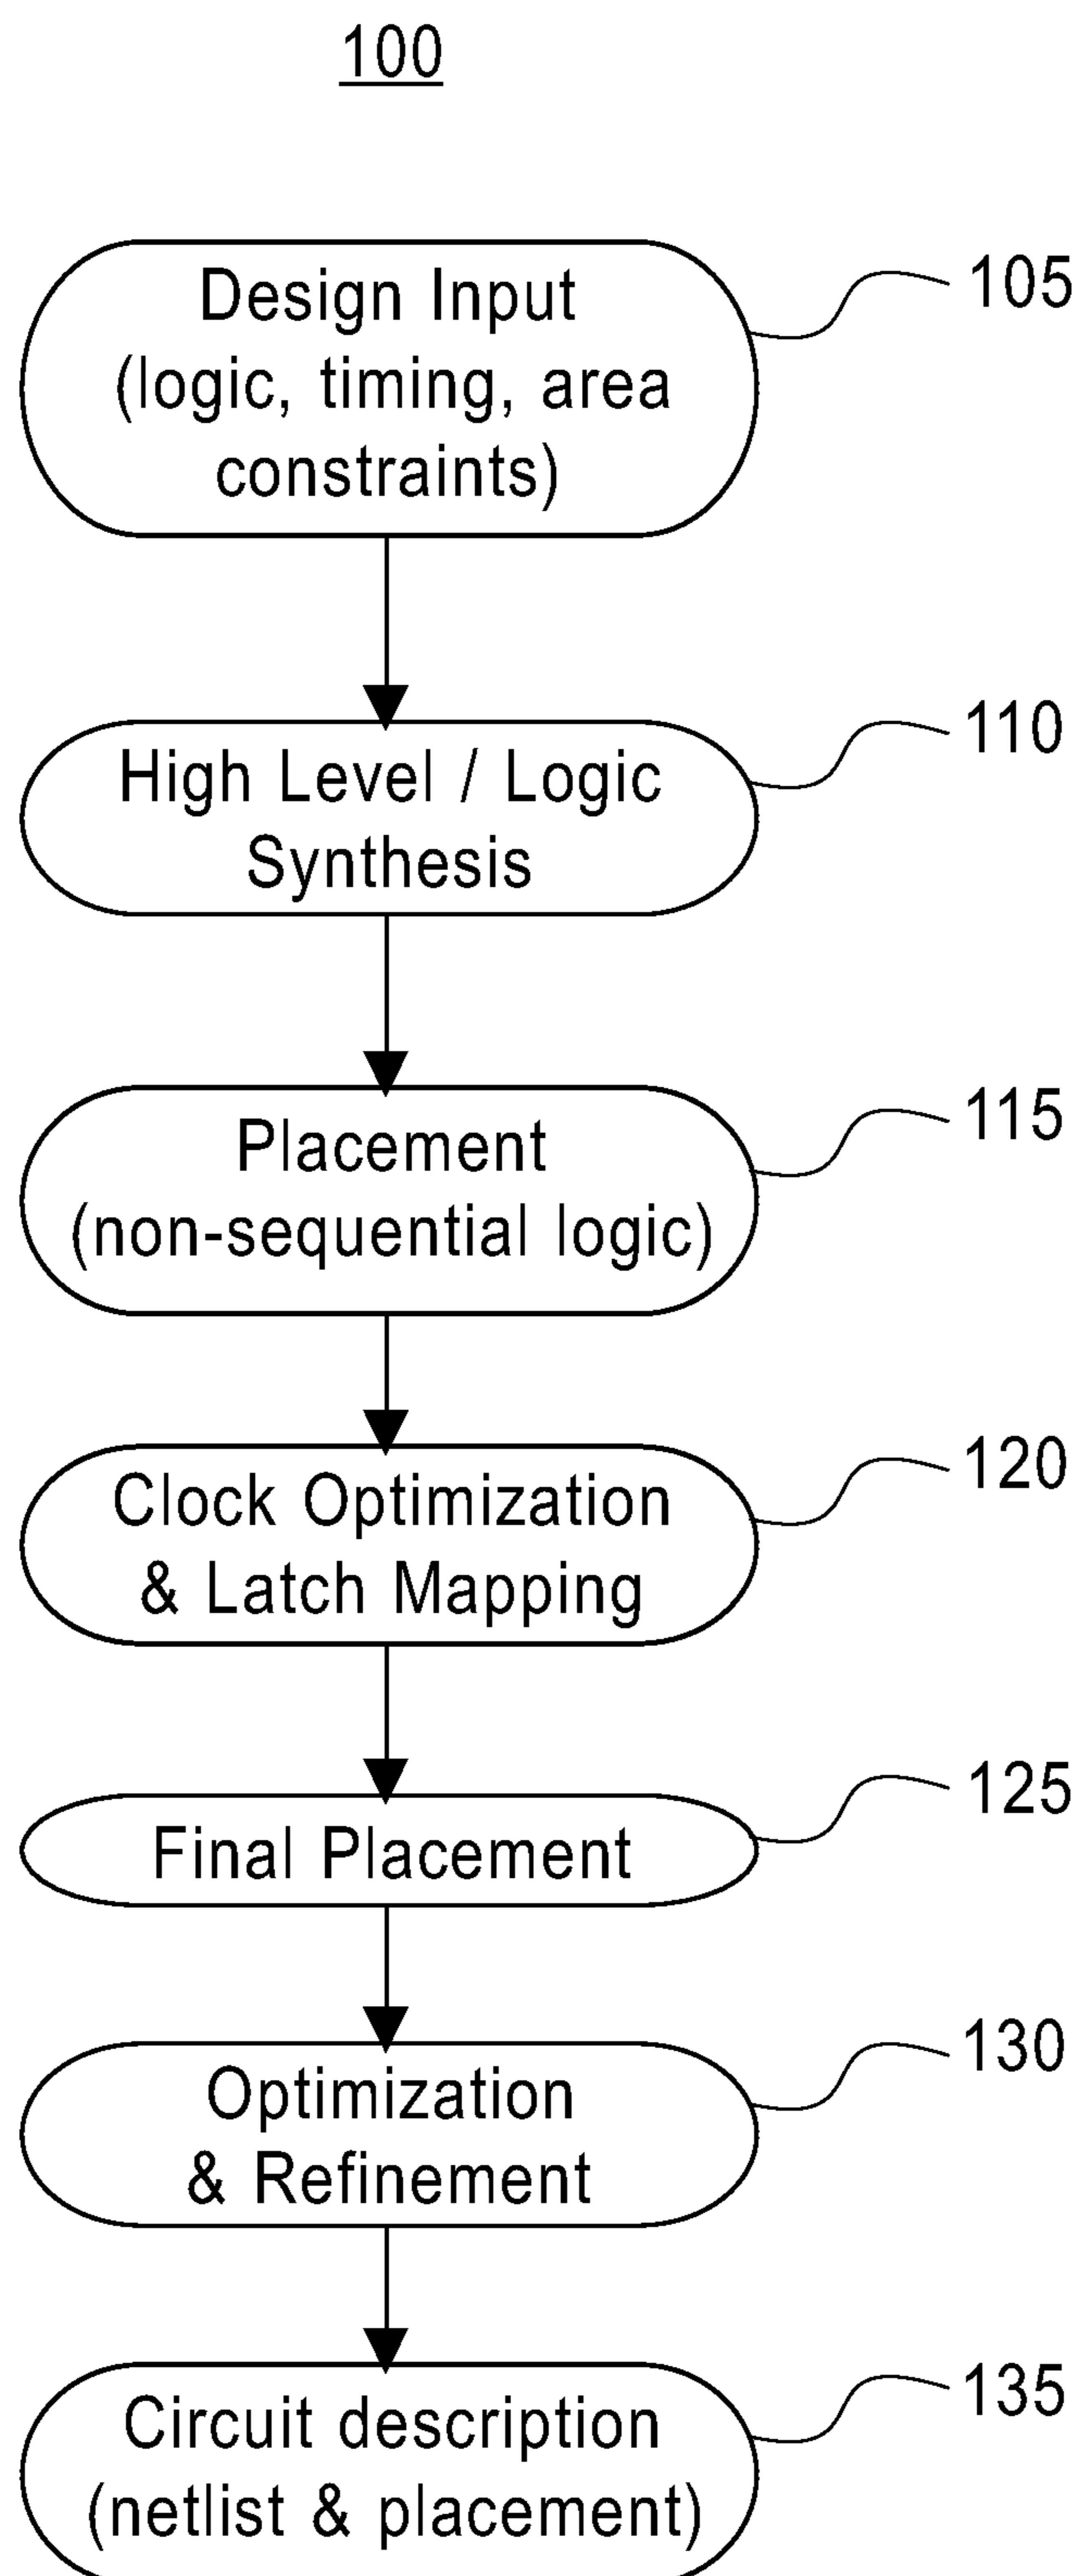 100
Design Input
(logic, timing, area
constraints)
105
High Level / Logic
Synthesis
110
Placement
(non-sequential logic)
115
Clock Optimization
& Latch Mapping
120
Final Placement
125
Optimization
& Refinement
130
Circuit description
(netlist & placement)
135